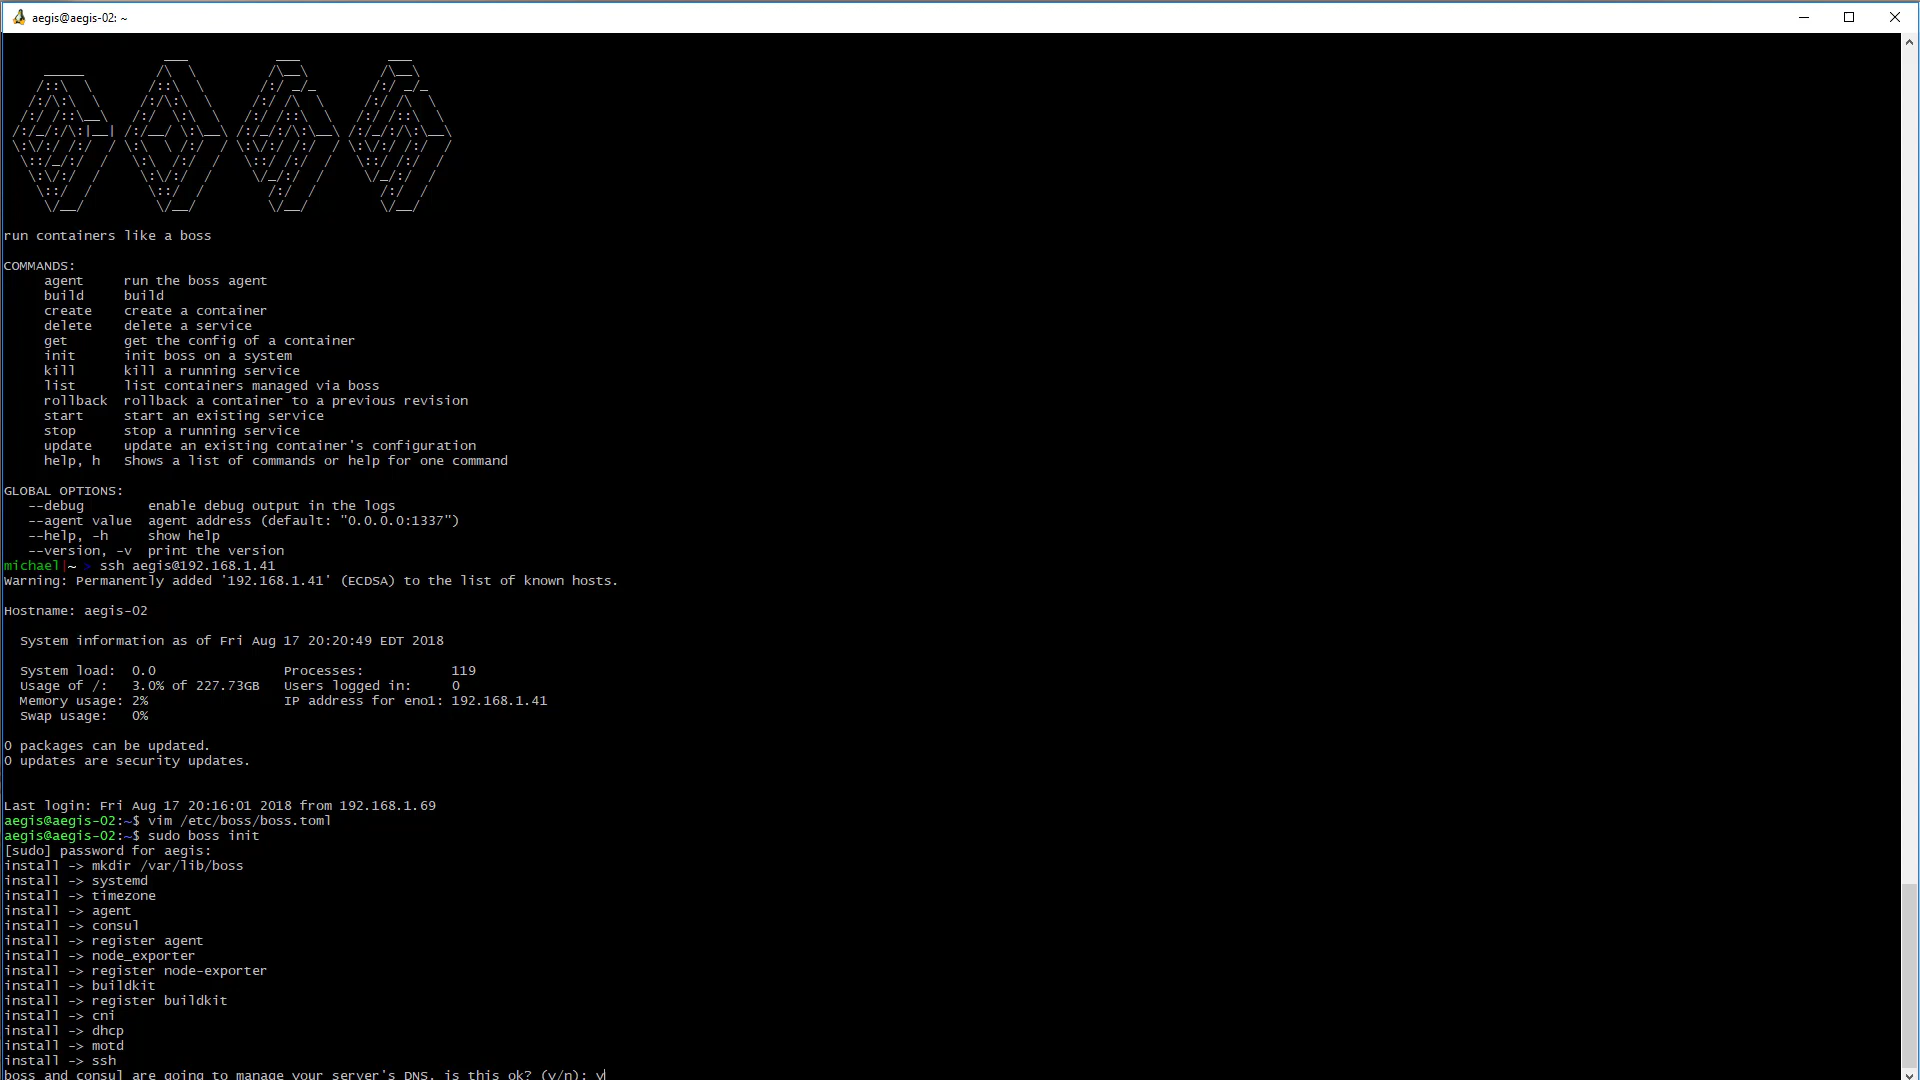 aegis@aegis-02: ~
run containers like a boss
COMMANDS:
agent     run the boss agent
build     build
create    create a container
delete    delete a service
get       get the config of a container
init      init boss on a system
kill      kill a running service
list      list containers managed via boss
rollback  rollback a container to a previous revision
start     start an existing service
stop      stop a running service
update    update an existing container's configuration
help, h   Shows a list of commands or help for one command
GLOBAL OPTIONS:
--debug        enable debug output in the logs
--agent value  agent address (default: "0.0.0.0:1337")
--help, -h     show help
--version, -v  print the version
michael|~ > ssh aegis@192.168.1.41
Warning: Permanently added '192.168.1.41' (ECDSA) to the list of known hosts.
Hostname: aegis-02
System information as of Fri Aug 17 20:20:49 EDT 2018
System load:  0.0                Processes:           119
Usage of /:   3.0% of 227.73GB   Users logged in:     0
Memory usage: 2%                 IP address for eno1: 192.168.1.41
Swap usage:   0%
0 packages can be updated.
0 updates are security updates.
Last login: Fri Aug 17 20:16:01 2018 from 192.168.1.69
aegis@aegis-02:~$ vim /etc/boss/boss.toml
aegis@aegis-02:~$ sudo boss init
[sudo] password for aegis:
install -> mkdir /var/lib/boss
install -> systemd
install -> timezone
install -> agent
install -> consul
install -> register agent
install -> node_exporter
install -> register node-exporter
install -> buildkit
install -> register buildkit
install -> cni
install -> dhcp
install -> motd
install -> ssh
boss and consul are going to manage your server's DNS, is this ok? (y/n): y